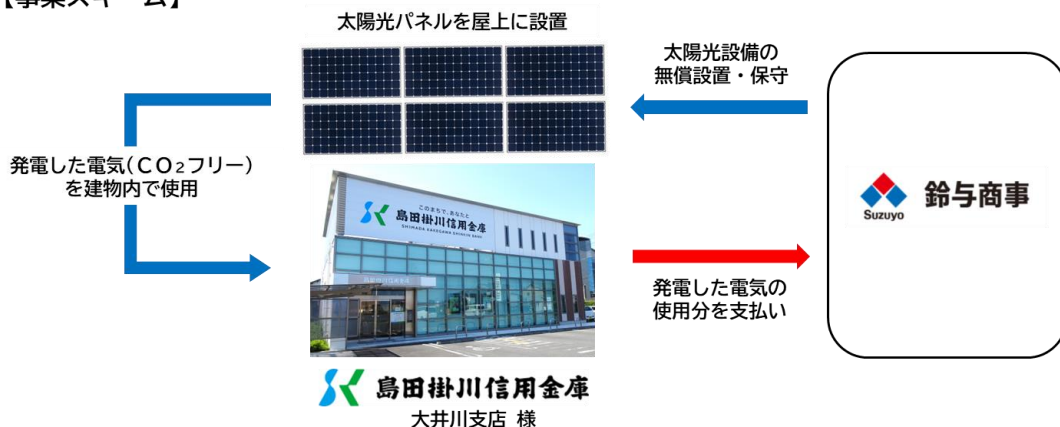 【事業スキーム】
太陽光パネルを屋上に設置
太陽光設備の
無償設置・保守
発電した電気(CO₂フリー)
を建物内で使用
このまちで、あなたと
島田掛川信用金庫
SHIMADA KAKEGAWA SHINKIN BANK
Suzuyo
鈴与商事
発電した電気の
使用分を支払い
島田掛川信用金庫
大井川支店 様